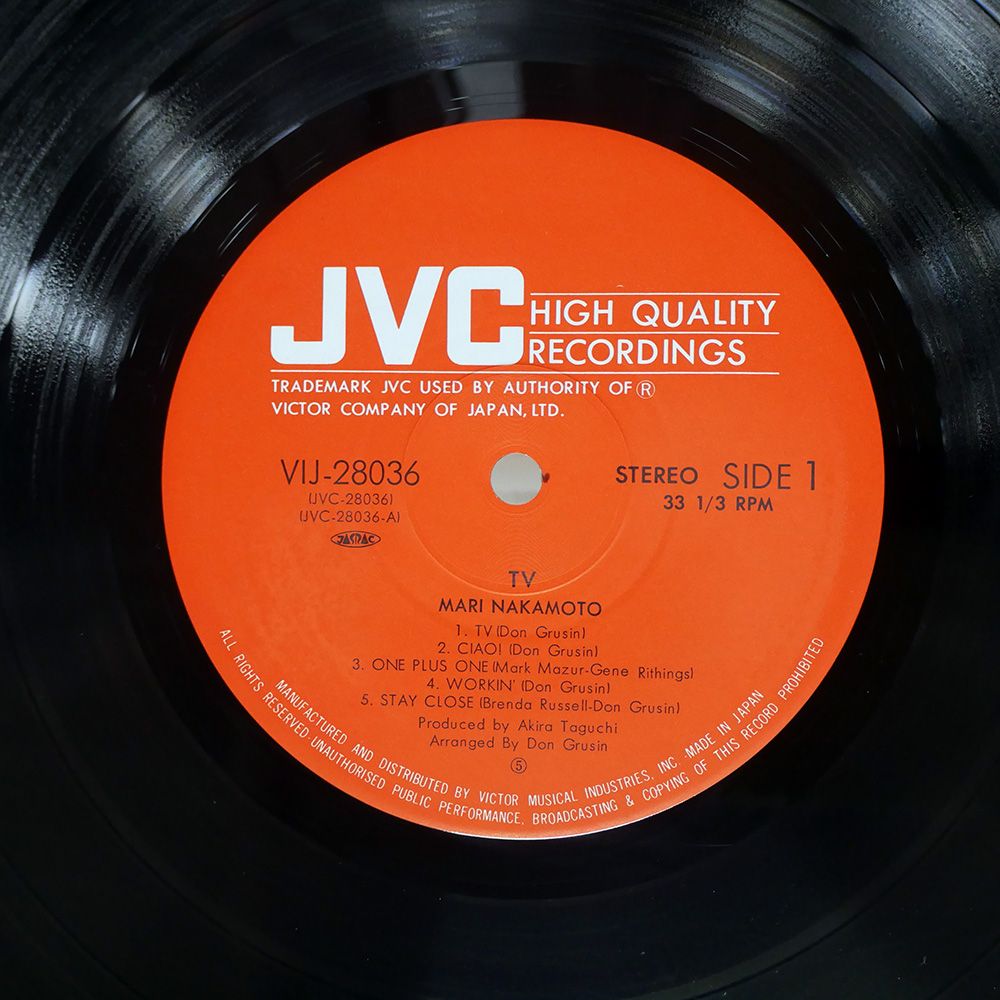 JVC HIGH QUALITY
RECORDINGS
TRADEMARK JVC USED BY AUTHORITY OF Ⓡ
VICTOR COMPANY OF JAPAN, LTD.
VIJ-28036
(JVC-28036)
(JVC-28036-A)
JASRAC
STEREO SIDE 1
33 1/3 RPM
TV
MARI NAKAMOTO
1. TV (Don Grusin)
2. CIAO! (Don Grusin)
3. ONE PLUS ONE (Mark Mazur-Gene Rithings)
4. WORKIN' (Don Grusin)
5. STAY CLOSE (Brenda Russell-Don Grusin)
Produced by Akira Taguchi
Arranged By Don Grusin
⑤
MANUFACTURED AND DISTRIBUTED BY VICTOR MUSICAL INDUSTRIES, INC. MADE IN JAPAN
ALL RIGHTS RESERVED. UNAUTHORISED PUBLIC PERFORMANCE, BROADCASTING & COPYING OF THIS RECORD PROHIBITED